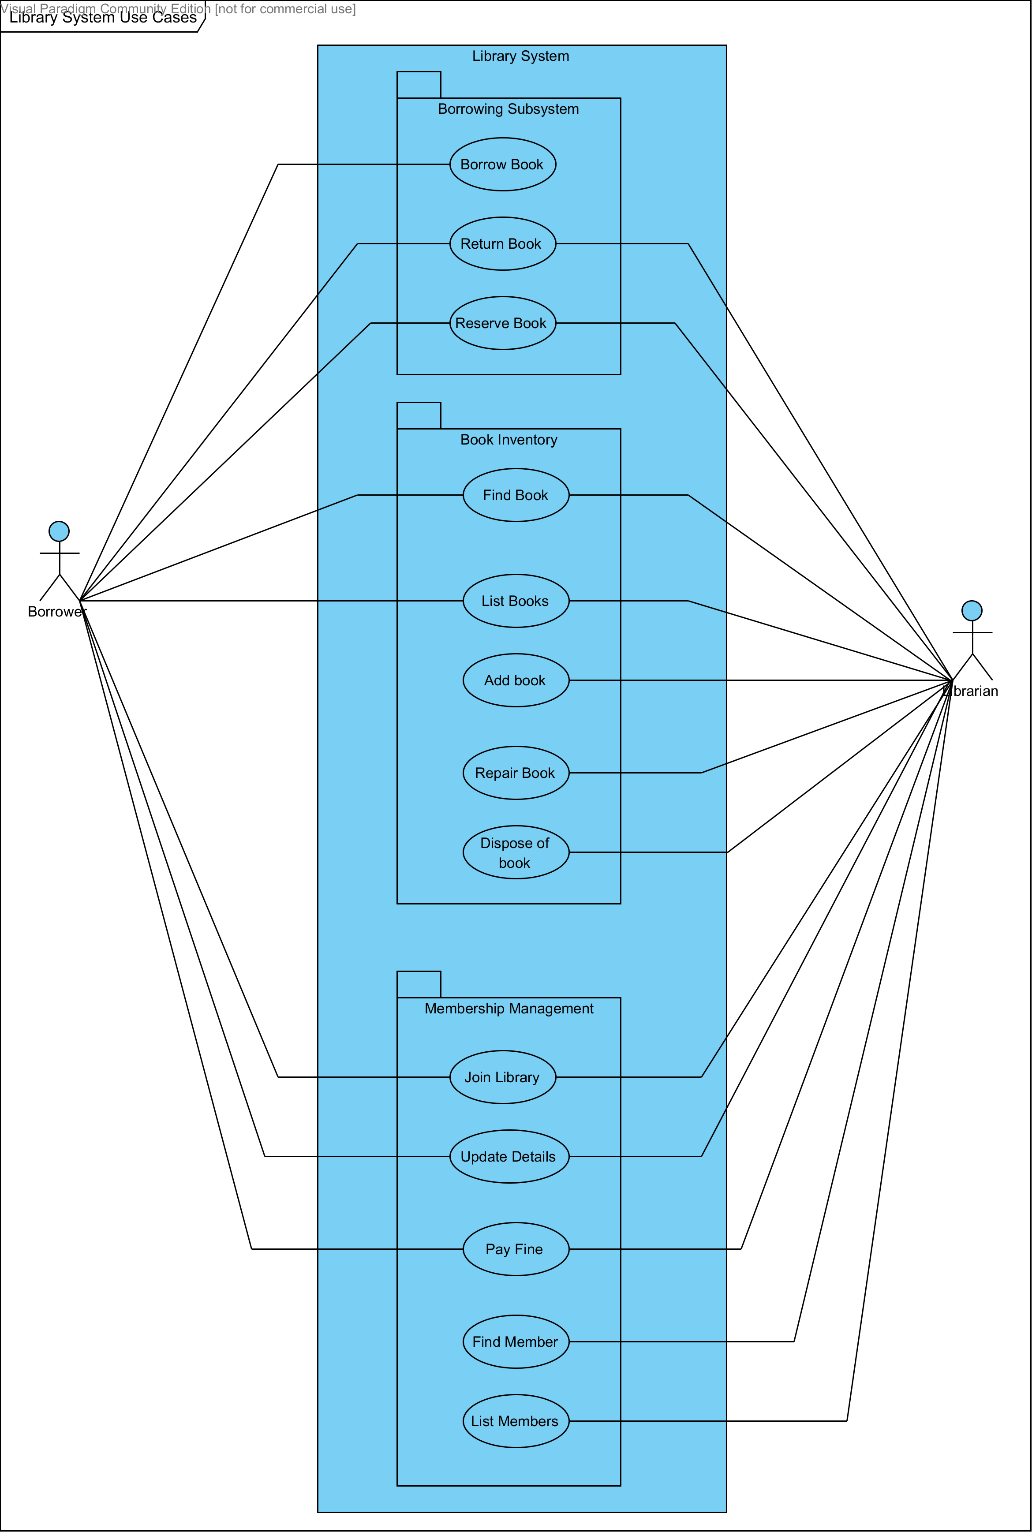 Visual Paradigm Community Edition [not for commercial use]
Library System Use Cases
Library System
Borrowing Subsystem
Borrow Book
Return Book
Reserve Book
Book Inventory
Find Book
Borrower
List Books
Add book
Librarian
Repair Book
Dispose of
book
Membership Management
Join Library
Update Details
Pay Fine
Find Member
List Members